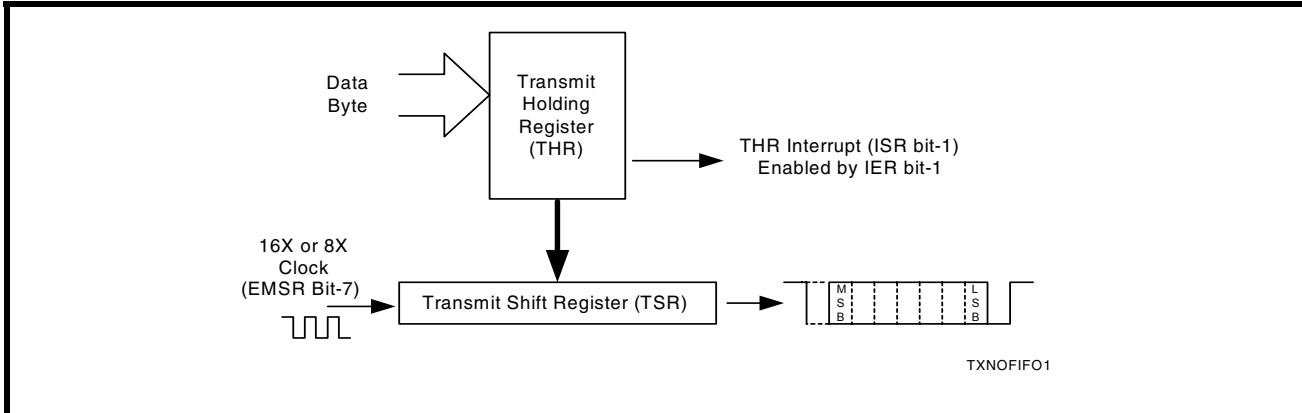 Data
Byte
Transmit
Holding
Register
(THR)
THR Interrupt (ISR bit-1)
Enabled by IER bit-1
16X or 8X
Clock
(EMSR Bit-7)
Transmit Shift Register (TSR)
M
S
B
L
S
B
TXNOFIFO1